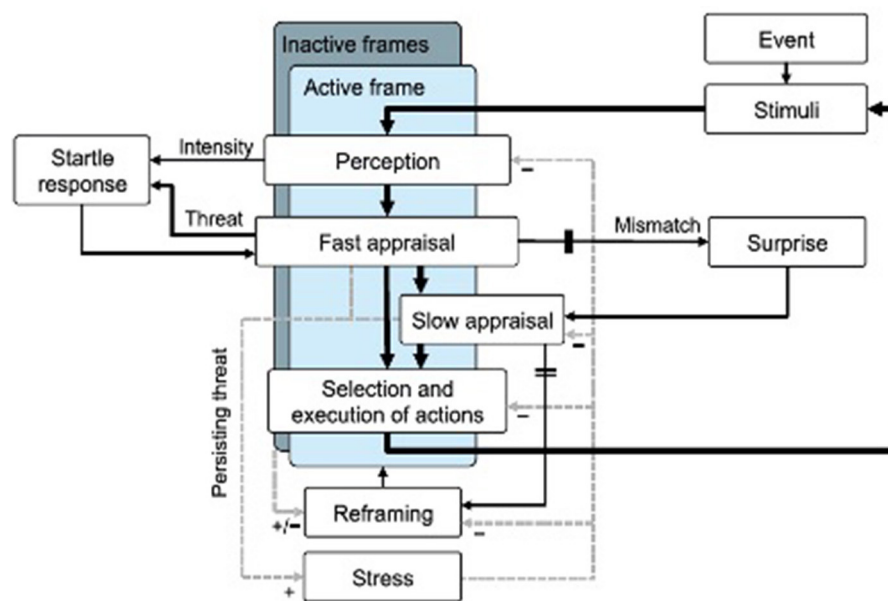 Inactive frames
Event
Active frame
Stimuli
Startle
response
Intensity
Perception
–
Threat
Fast appraisal
Mismatch
Surprise
Slow appraisal
–
Persisting threat
Selection and
execution of actions
–
+/–
Reframing
–
Stress
+